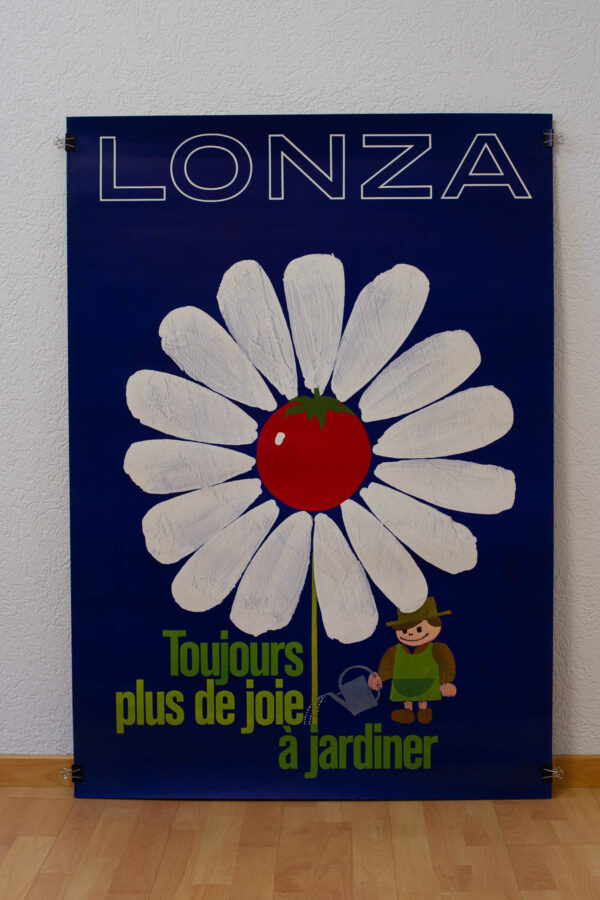 LONZA
Toujours
plus de joie
à jardiner